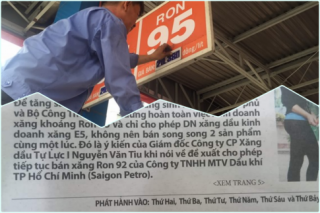 RON
95
Để tăng
sinh
phủ
và Bộ Công Th
ừng hoàn toàn việc
doanh
xăng khoáng
và chỉ cho phép DN xăng dầu kinh
doanh xăng E5, không nên bán song song 2 sản phẩm
cùng một lúc. Đó là ý kiến của Giám đốc Công ty CP Xăng
dầu Tự Lực I Nguyễn Văn Tiu khi nói về đề xuất cho phép
tiếp tục bán xăng Ron 92 của Công ty TNHH MTV Dầu khí
TP Hồ Chí Minh (Saigon Petro).
<XEM TRANG 5>
PHÁT HÀNH VÀO: Thứ Hai, Thứ Ba, Thứ Tư, Thứ Năm, Thứ Sáu và Thứ Bảy